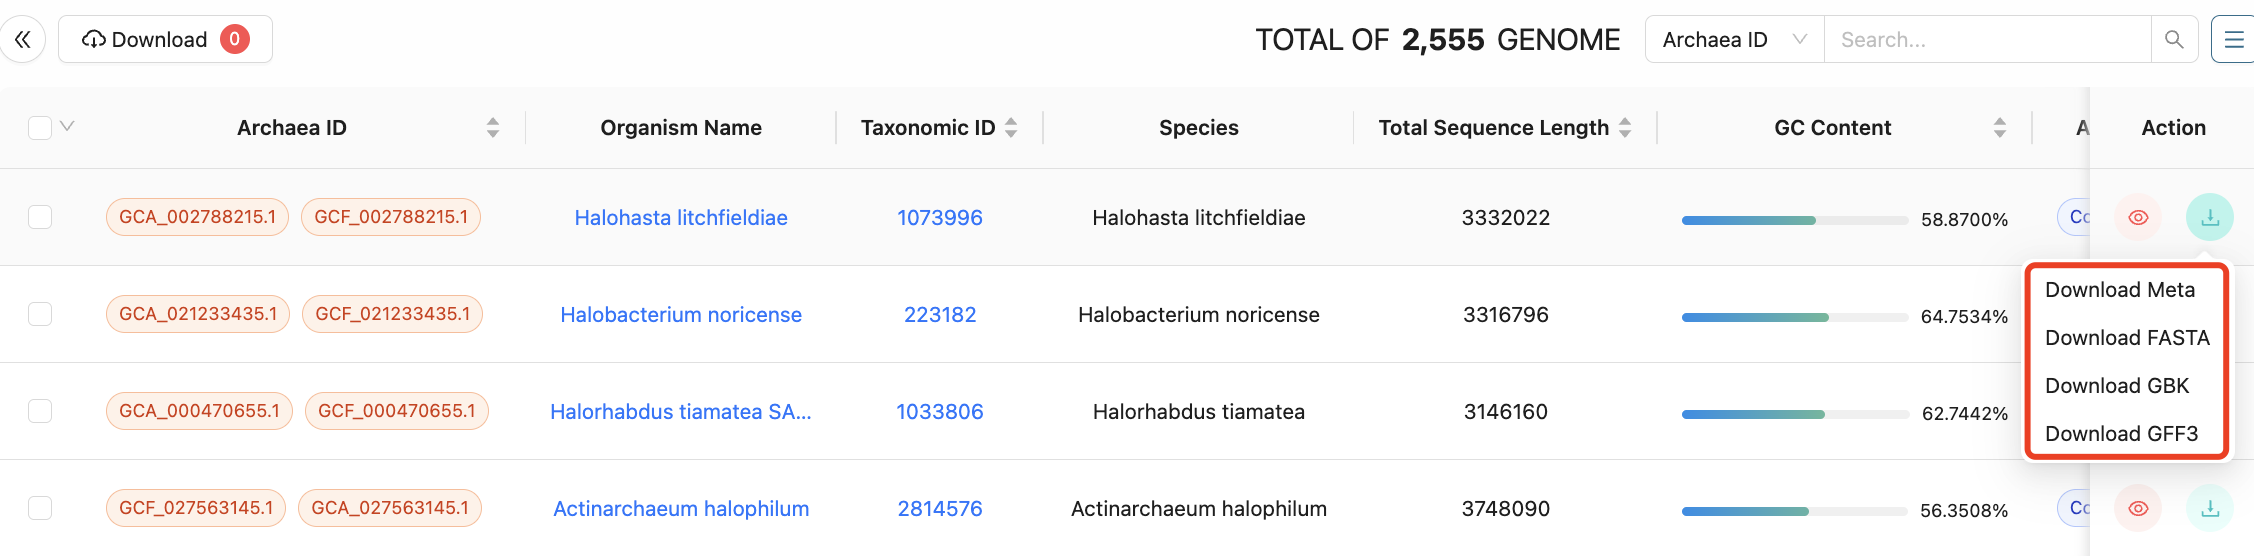 Download 0 TOTAL OF 2,555 GENOME Archaea ID Search...
Archaea ID Organism Name Taxonomic ID Species Total Sequence Length GC Content A Action
GCA_002788215.1 GCF_002788215.1 Halohasta litchfieldiae 1073996 Halohasta litchfieldiae 3332022 58.8700% Co
Download Meta
GCA_021233435.1 GCF_021233435.1 Halobacterium noricense 223182 Halobacterium noricense 3316796 64.7534%
Download FASTA
Download GBK
GCA_000470655.1 GCF_000470655.1 Halorhabdus tiamatea SA... 1033806 Halorhabdus tiamatea 3146160 62.7442%
Download GFF3
GCF_027563145.1 GCA_027563145.1 Actinarchaeum halophilum 2814576 Actinarchaeum halophilum 3748090 56.3508% Co